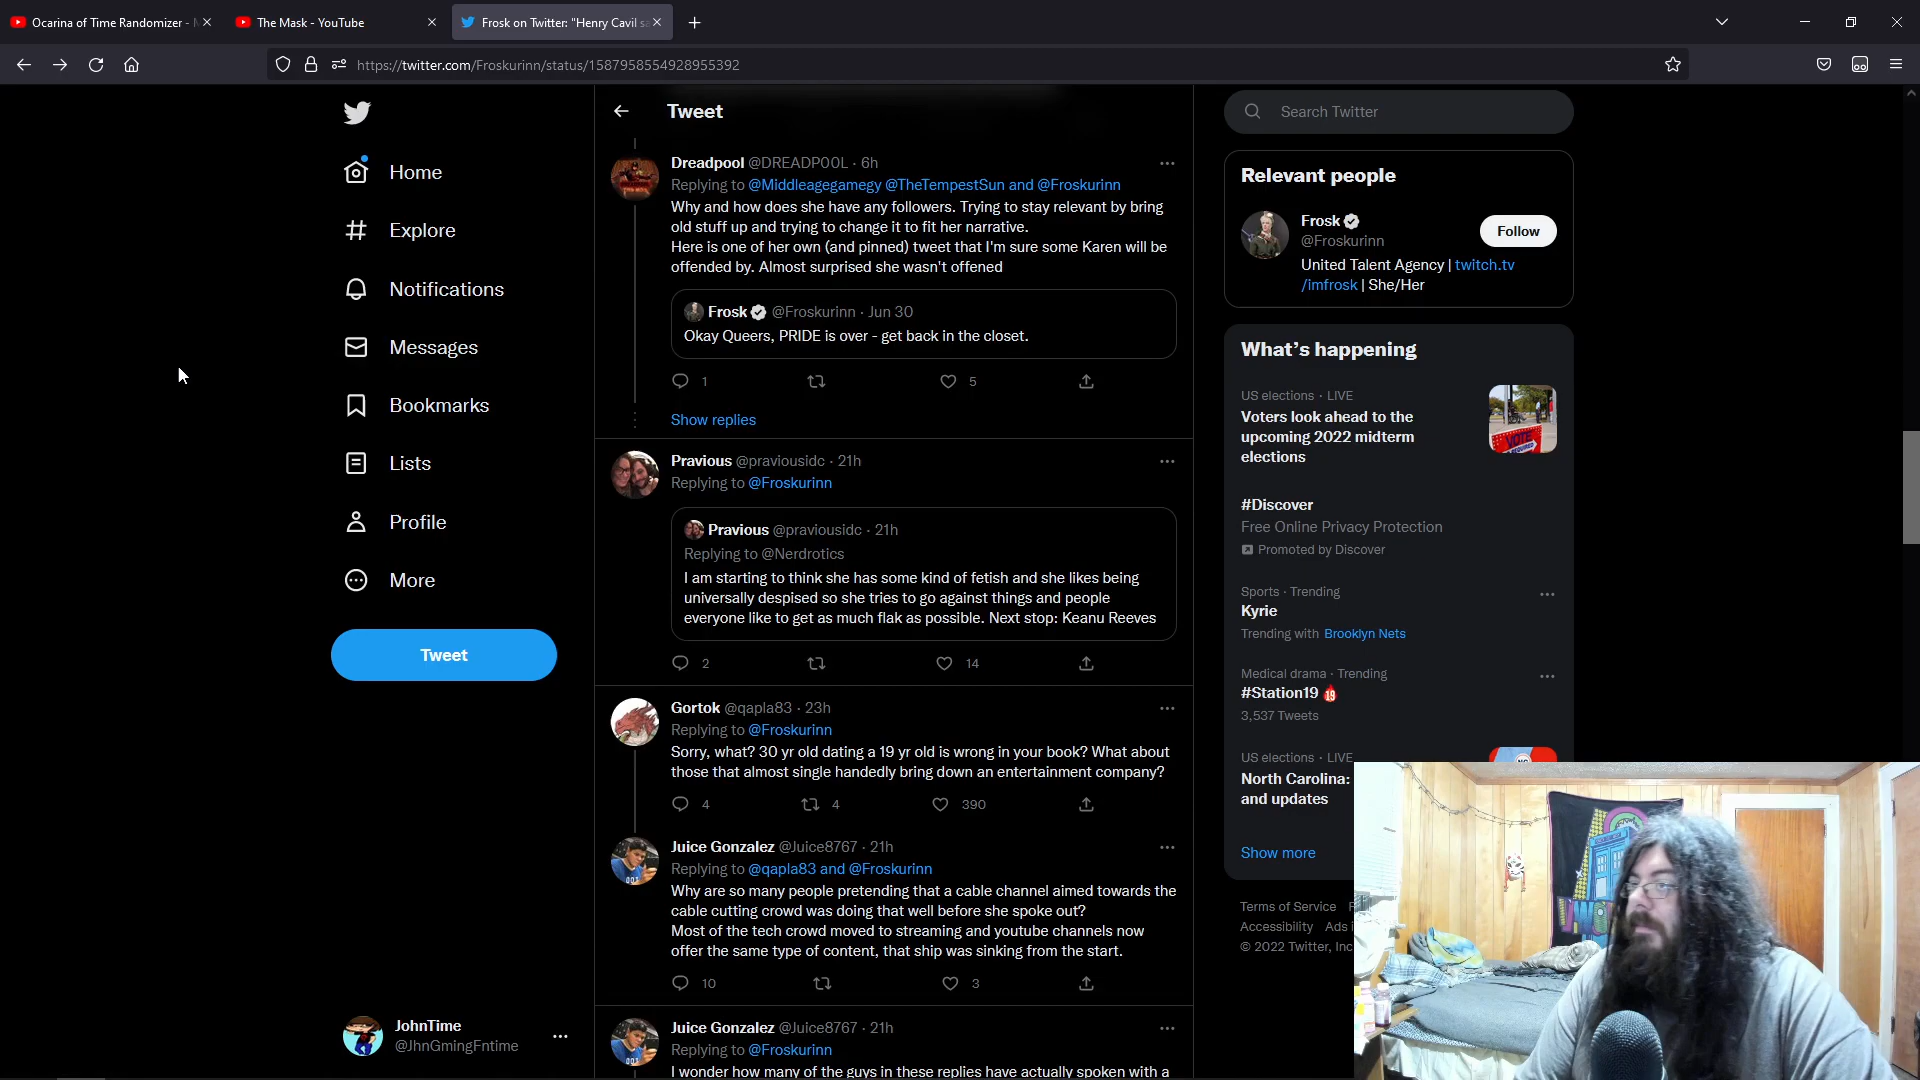 Ocarina of Time Randomizer -
The Mask - YouTube
Frosk on Twitter: "Henry Cavil sa
https://twitter.com/Froskurinn/status/1587958554928955392
Home
Explore
Notifications
Messages
Bookmarks
Lists
Profile
More
Tweet
JohnTime
@JhnGmingFntime
Tweet
Dreadpool @DREADP0OL · 6h
Replying to @Middleagegamegy @TheTempestSun and @Froskurinn
Why and how does she have any followers. Trying to stay relevant by bring
old stuff up and trying to change it to fit her narrative.
Here is one of her own (and pinned) tweet that I'm sure some Karen will be
offended by. Almost surprised she wasn't offened
Frosk @Froskurinn · Jun 30
Okay Queers, PRIDE is over - get back in the closet.
1 5
Show replies
Pravious @praviousidc · 21h
Replying to @Froskurinn
Pravious @praviousidc · 21h
Replying to @Nerdrotics
I am starting to think she has some kind of fetish and she likes being
universally despised so she tries to go against things and people
everyone like to get as much flak as possible. Next stop: Keanu Reeves
2 14
Gortok @qapla83 · 23h
Replying to @Froskurinn
Sorry, what? 30 yr old dating a 19 yr old is wrong in your book? What about
those that almost single handedly bring down an entertainment company?
4 4 390
Juice Gonzalez @Juice8767 · 21h
Replying to @qapla83 and @Froskurinn
Why are so many people pretending that a cable channel aimed towards the
cable cutting crowd was doing that well before she spoke out?
Most of the tech crowd moved to streaming and youtube channels now
offer the same type of content, that ship was sinking from the start.
10 3
Juice Gonzalez @Juice8767 · 21h
Replying to @Froskurinn
I wonder how many of the guys in these replies have actually spoken with a
Search Twitter
Relevant people
Frosk
@Froskurinn
Follow
United Talent Agency | twitch.tv
/imfrosk | She/Her
What's happening
US elections · LIVE
Voters look ahead to the
upcoming 2022 midterm
elections
VOTE
#Discover
Free Online Privacy Protection
Promoted by Discover
Sports · Trending
Kyrie
Trending with Brooklyn Nets
Medical drama · Trending
#Station19
3,537 Tweets
US elections · LIVE
North Carolina:
and updates
Show more
Terms of Service
Accessibility Ads
© 2022 Twitter, Inc